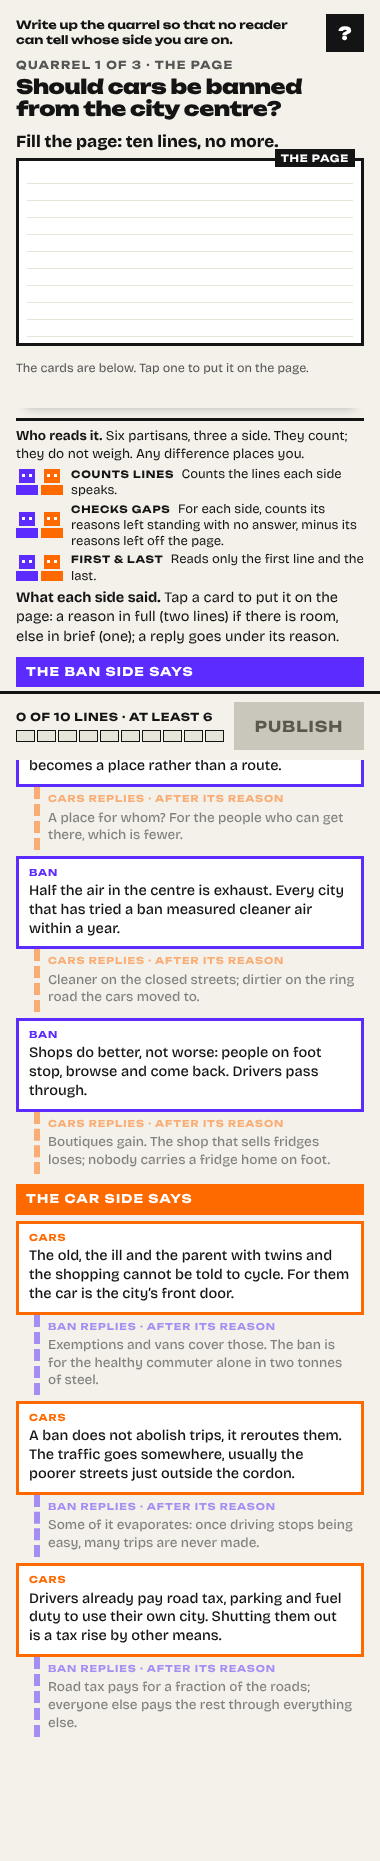 Write up the quarrel so that no reader
can tell whose side you are on.
?
QUARREL 1 OF 3 · THE PAGE
Should cars be banned
from the city centre?
Fill the page: ten lines, no more.
THE PAGE
The cards are below. Tap one to put it on the page.
Who reads it. Six partisans, three a side. They count;
they do not weigh. Any difference places you.
COUNTS LINES Counts the lines each side
speaks.
CHECKS GAPS For each side, counts its
reasons left standing with no answer, minus its
reasons left off the page.
FIRST & LAST Reads only the first line and the
last.
What each side said. Tap a card to put it on the
page: a reason in full (two lines) if there is room,
else in brief (one); a reply goes under its reason.
THE BAN SIDE SAYS
0 OF 10 LINES · AT LEAST 6
PUBLISH
becomes a place rather than a route.
CARS REPLIES · AFTER ITS REASON
A place for whom? For the people who can get
there, which is fewer.
BAN
Half the air in the centre is exhaust. Every city
that has tried a ban measured cleaner air
within a year.
CARS REPLIES · AFTER ITS REASON
Cleaner on the closed streets; dirtier on the ring
road the cars moved to.
BAN
Shops do better, not worse: people on foot
stop, browse and come back. Drivers pass
through.
CARS REPLIES · AFTER ITS REASON
Boutiques gain. The shop that sells fridges
loses; nobody carries a fridge home on foot.
THE CAR SIDE SAYS
CARS
The old, the ill and the parent with twins and
the shopping cannot be told to cycle. For them
the car is the city's front door.
BAN REPLIES · AFTER ITS REASON
Exemptions and vans cover those. The ban is
for the healthy commuter alone in two tonnes
of steel.
CARS
A ban does not abolish trips, it reroutes them.
The traffic goes somewhere, usually the
poorer streets just outside the cordon.
BAN REPLIES · AFTER ITS REASON
Some of it evaporates: once driving stops being
easy, many trips are never made.
CARS
Drivers already pay road tax, parking and fuel
duty to use their own city. Shutting them out
is a tax rise by other means.
BAN REPLIES · AFTER ITS REASON
Road tax pays for a fraction of the roads;
everyone else pays the rest through everything
else.